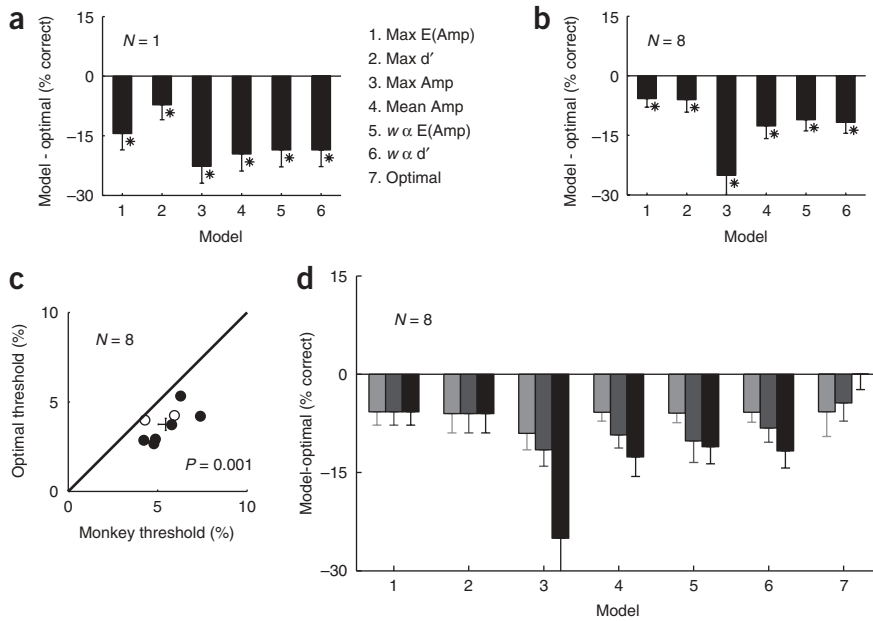 a
15
0
–15
–30
Model - optimal (% correct)
N = 1
* * * * * *
1 2 3 4 5 6
Model
1. Max E(Amp)
2. Max d′
3. Max Amp
4. Mean Amp
5. w α E(Amp)
6. w α d′
7. Optimal
b
15
0
–15
–30
Model - optimal (% correct)
N = 8
* * * * * *
1 2 3 4 5 6
Model
c
10
5
0
Optimal threshold (%)
N = 8
P = 0.001
0 5 10
Monkey threshold (%)
d
15
0
–15
–30
Model-optimal (% correct)
N = 8
1 2 3 4 5 6 7
Model